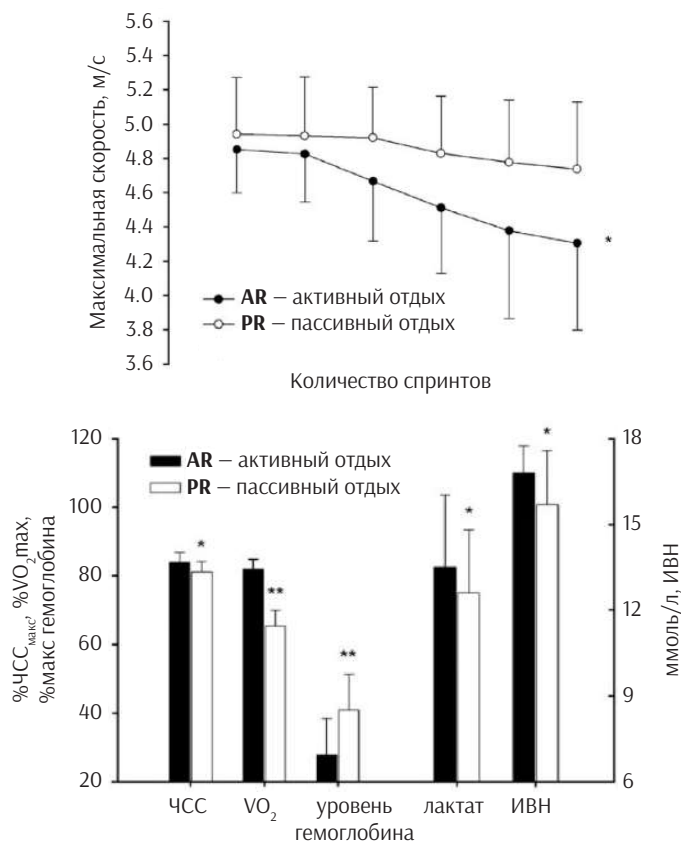 Максимальная скорость, м/с
5.6
5.4
5.2
5.0
4.8
4.6
4.4
4.2
4.0
3.8
3.6
*
AR – активный отдых
PR – пассивный отдых
Количество спринтов
%ЧСС макс, %VO₂max,
%макс гемоглобина
120
100
80
60
40
20
AR – активный отдых
PR – пассивный отдых
*
**
**
*
*
18
15
12
9
6
ммоль/л, ИВН
ЧСС VO₂ уровень лактат ИВН
гемоглобина